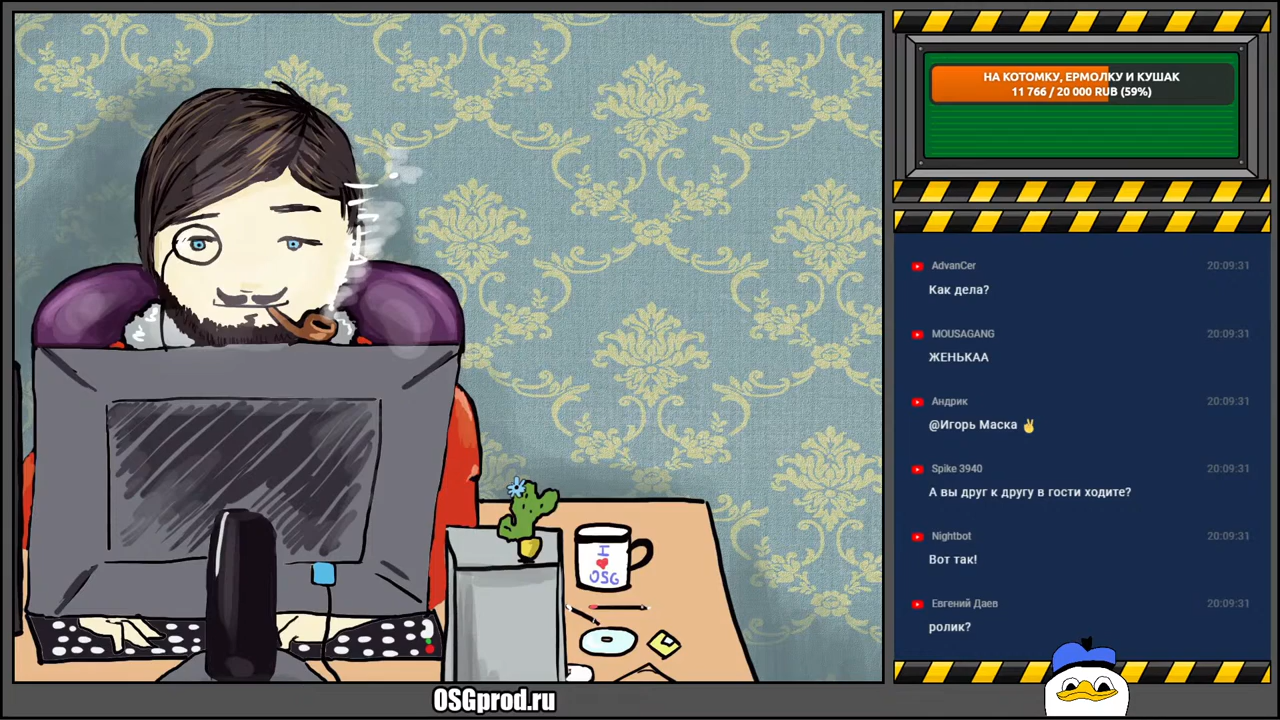 НА КОТОМКУ, ЕРМОЛКУ И КУШАК
11 766 / 20 000 RUB (59%)
AdvanCer 20:09:31
Как дела?
MOUSAGANG 20:09:31
ЖЕНЬКАА
Андрик 20:09:31
@Игорь Маска ✌
Spike 3940 20:09:31
А вы друг к другу в гости ходите?
Nightbot 20:09:31
Вот так!
Евгений Даев 20:09:31
ролик?
I
❤
OSG
OSGprod.ru